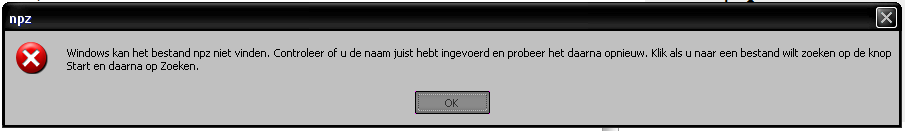 npz
Windows kan het bestand npz niet vinden. Controleer of u de naam juist hebt ingevoerd en probeer het daarna opnieuw. Klik als u naar een bestand wilt zoeken op de knop
Start en daarna op Zoeken.
OK